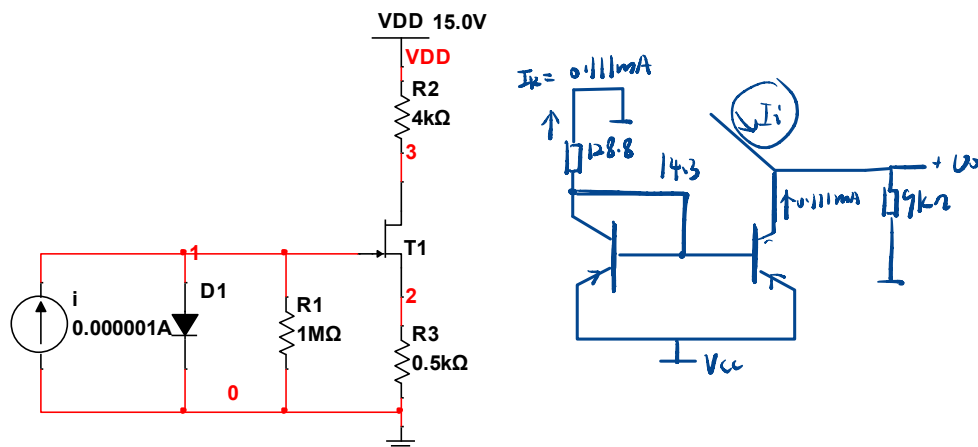 VDD 15.0V
VDD
R2
4kΩ
3
1
T1
D1
i
0.000001A
R1
1MΩ
2
R3
0.5kΩ
0
IR = 0.111mA
128.8
14.3
Ii
+ Uo
0.111mA
9kΩ
Vcc